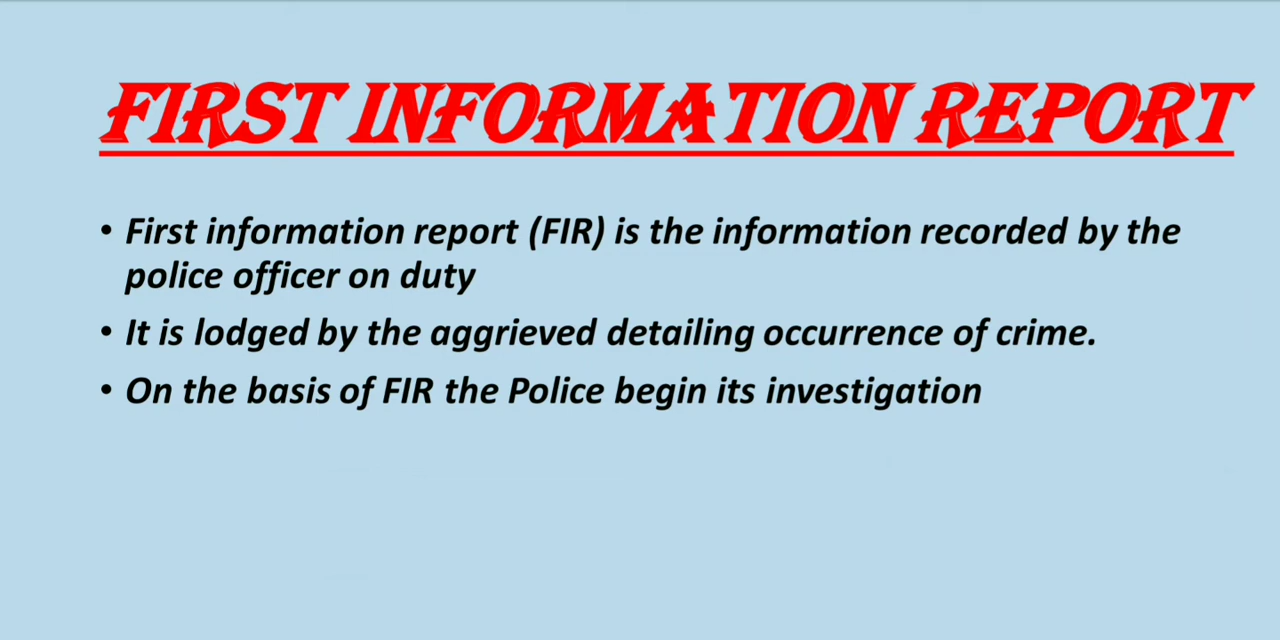 FIRST INFORMATION REPORT
• First information report (FIR) is the information recorded by the
police officer on duty
• It is lodged by the aggrieved detailing occurrence of crime.
• On the basis of FIR the Police begin its investigation